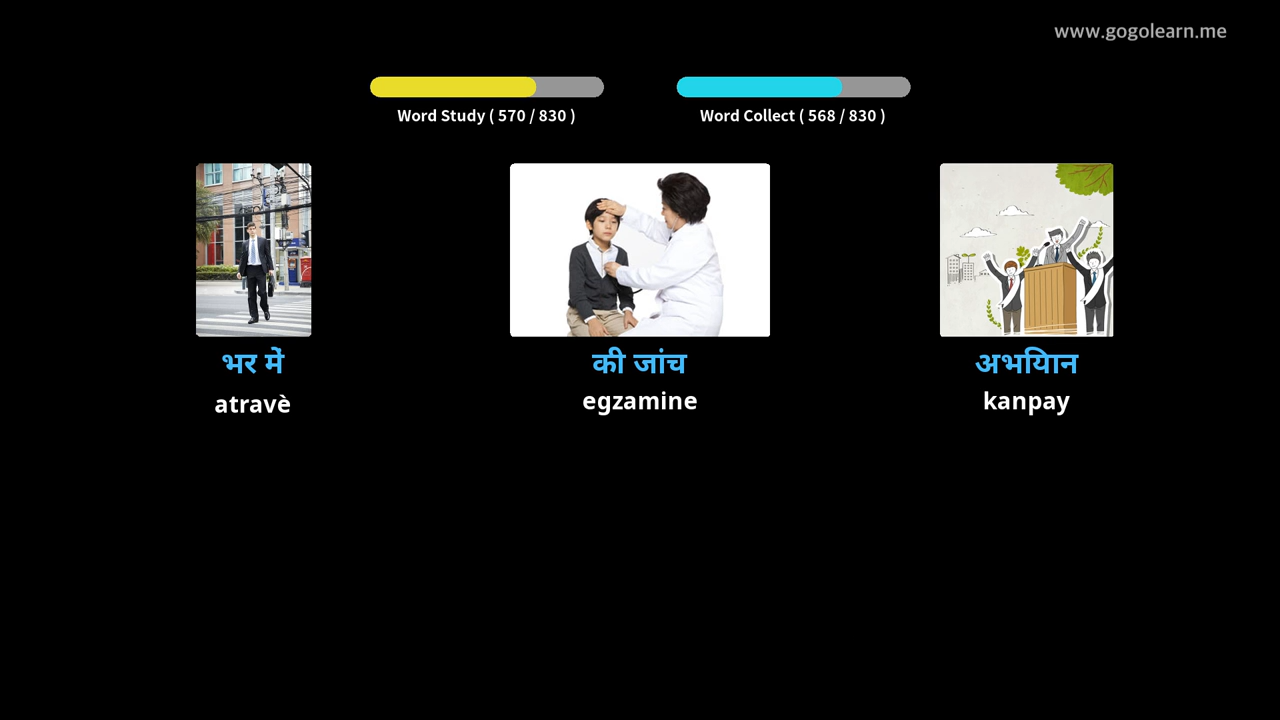 www.gogolearn.me
Word Study ( 570 / 830 )
Word Collect ( 568 / 830 )
भर में
की जांच
अभियान
atravè
egzamine
kanpay